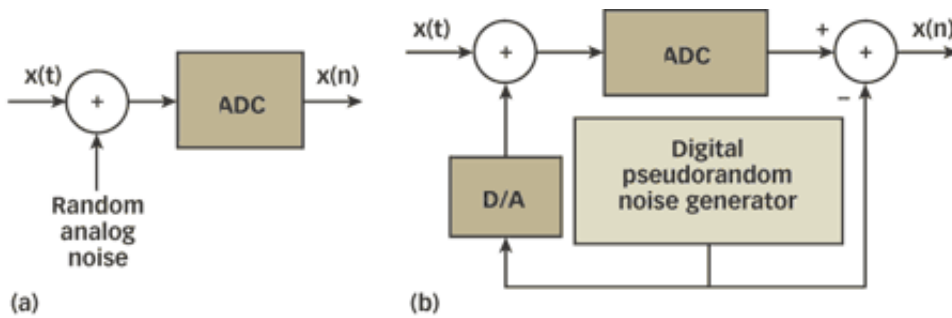 x(t)
+
ADC
x(n)
Random
analog
noise
(a)
x(t)
+
ADC
+
+
x(n)
−
D/A
Digital
pseudorandom
noise generator
(b)